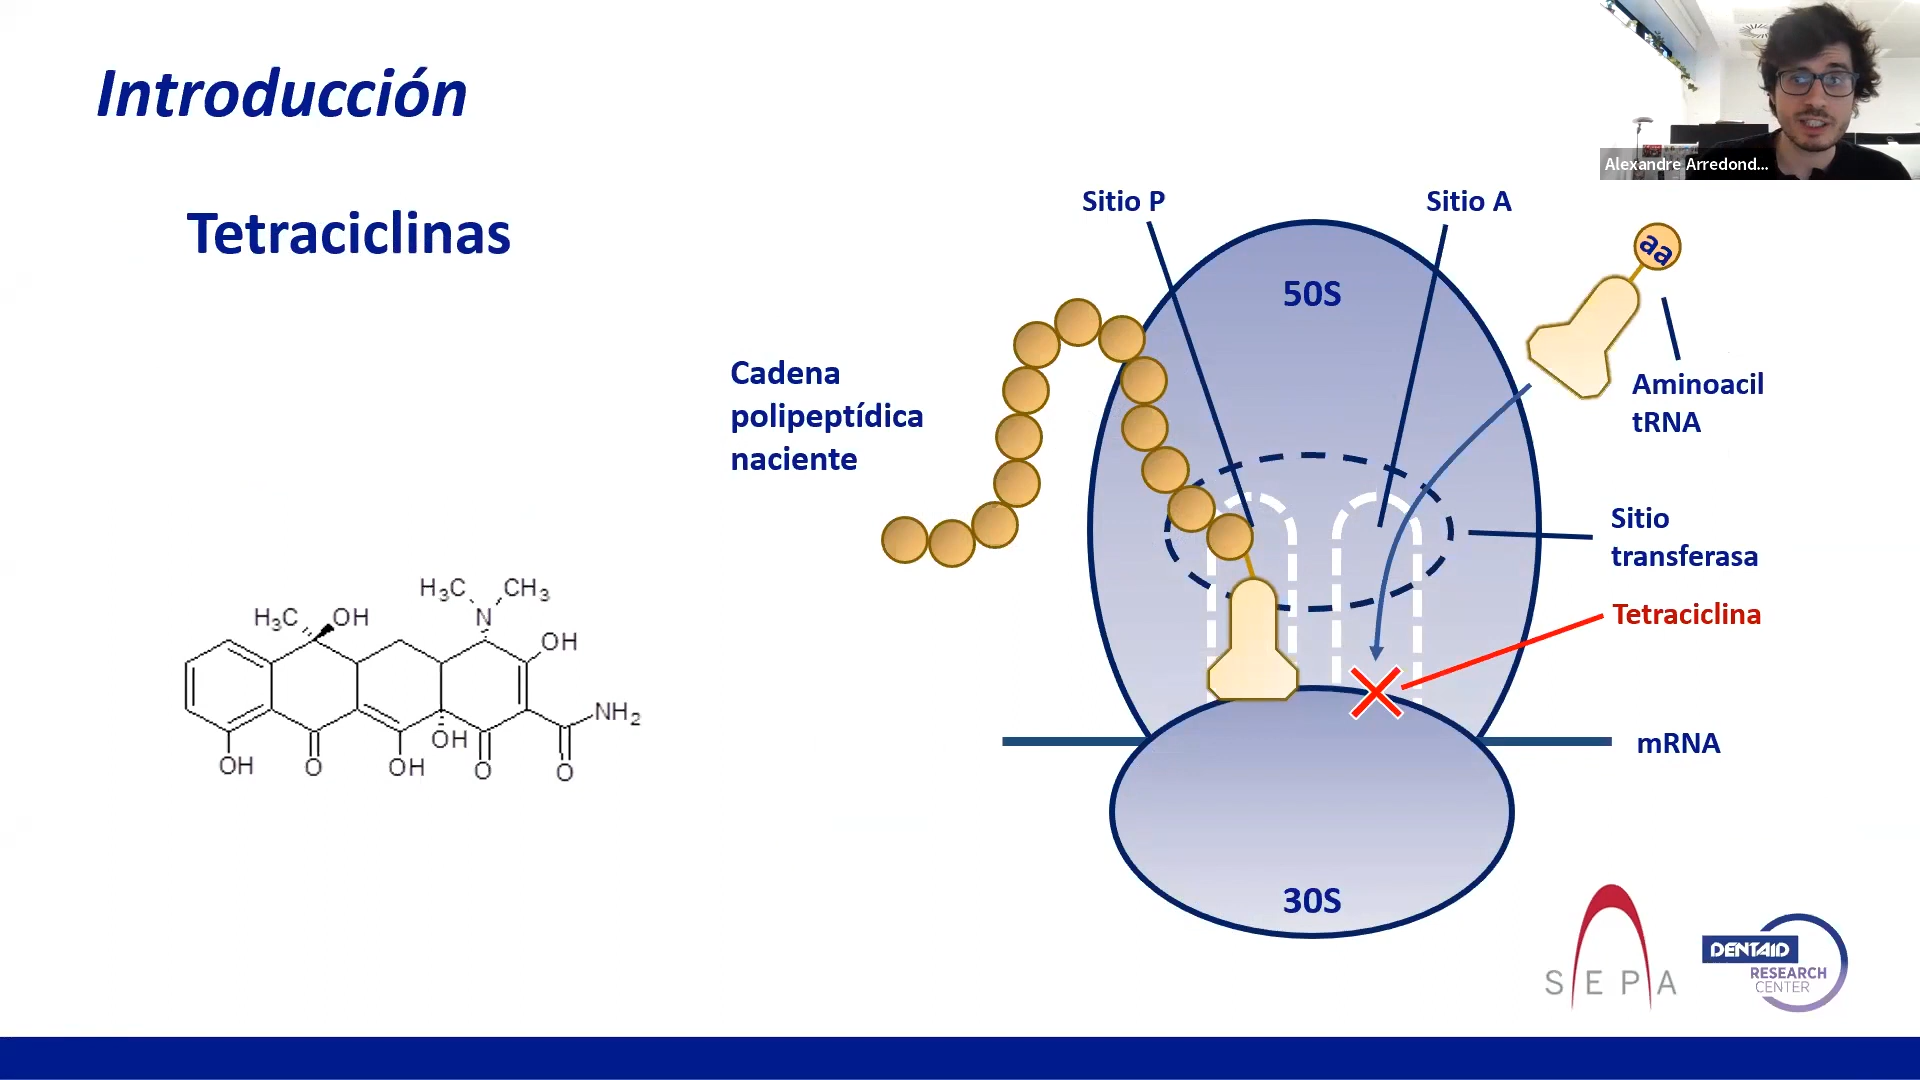 Introducción
Alexandre Arredond...
Tetraciclinas
Sitio P
Sitio A
50S
aa
Cadena
polipeptídica
naciente
Aminoacil
tRNA
Sitio
transferasa
Tetraciclina
mRNA
30S
H3C
OH
H3C
CH3
N
OH
NH2
OH
O
OH
OH
O
O
SEPA
DENTAID
RESEARCH
CENTER